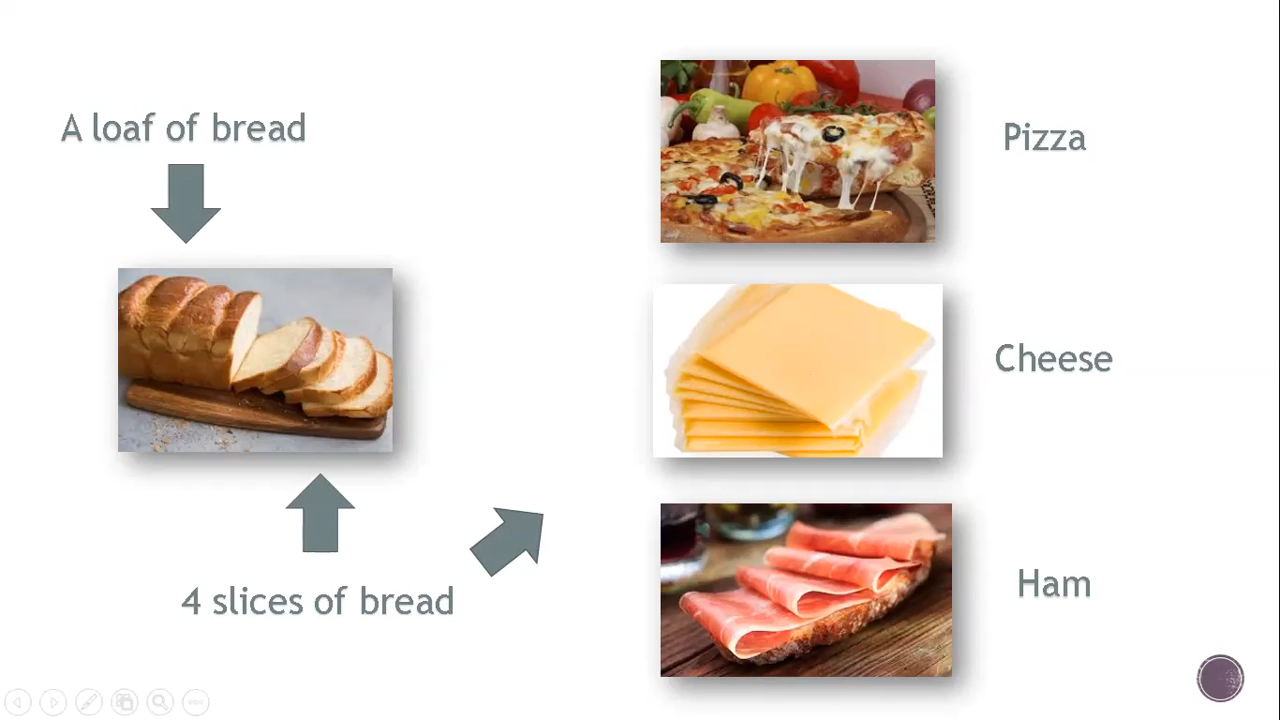 A loaf of bread
4 slices of bread
Pizza
Cheese
Ham